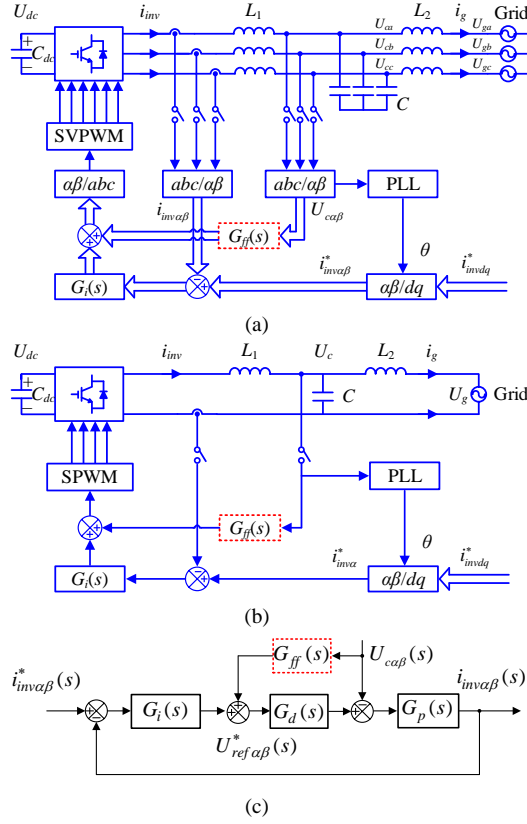 U_dc i_inv L_1 U_ca L_2 i_g U_ga Grid
+ C_dc − U_cb U_gb
U_cc U_gc
C
SVPWM
αβ/abc abc/αβ abc/αβ PLL
i_invαβ G_ff(s) U_cαβ
+ +
i*_invαβ θ i*_invdq
G_i(s) − + αβ/dq
(a)
U_dc i_inv L_1 U_c L_2 i_g
+ C_dc − C U_g Grid
SPWM PLL
+ + G_ff(s)
θ
i*_invα i*_invdq
G_i(s) − + αβ/dq
(b)
G_ff(s) U_cαβ(s)
i*_invαβ(s) i_invαβ(s)
+ − G_i(s) + + G_d(s) + − G_p(s)
U*_refαβ(s)
(c)